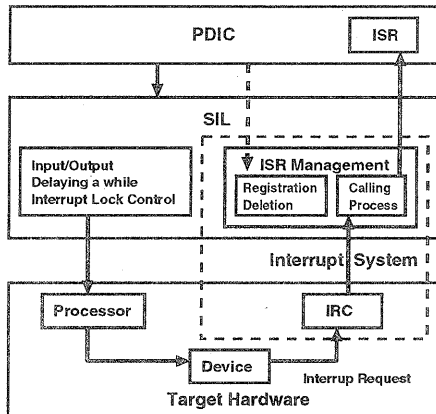 PDIC
ISR
SIL
Input/Output
Delaying a while
Interrupt Lock Control
ISR Management
Registration
Deletion
Calling
Process
Interrupt System
Processor
IRC
Device
Interrup Request
Target Hardware